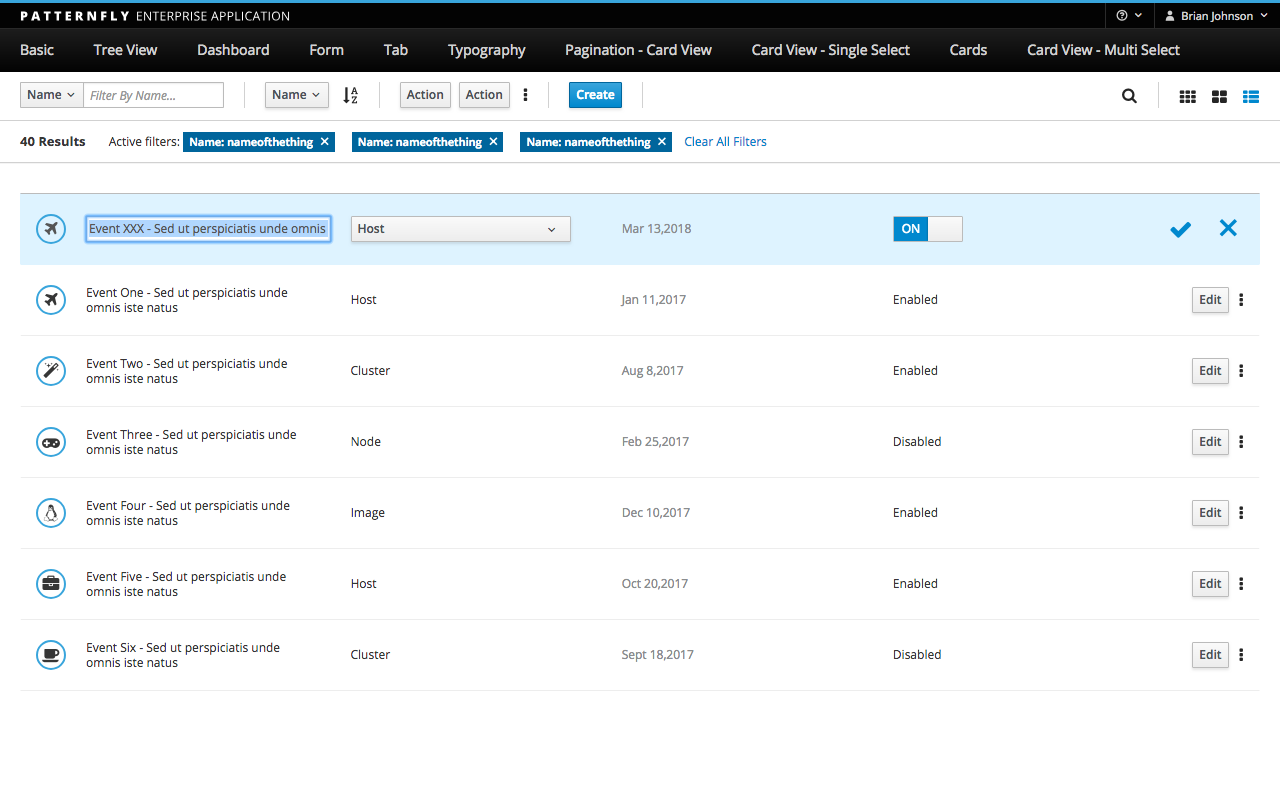 PATTERNFLY ENTERPRISE APPLICATION
Brian Johnson
Basic Tree View Dashboard Form Tab Typography Pagination - Card View Card View - Single Select Cards Card View - Multi Select
Name Filter By Name... Name Action Action Create
40 Results Active filters: Name: nameofthething Name: nameofthething Name: nameofthething Clear All Filters
Event XXX - Sed ut perspiciatis unde omnis Host Mar 13,2018 ON
Event One - Sed ut perspiciatis unde
omnis iste natus
Host Jan 11,2017 Enabled Edit
Event Two - Sed ut perspiciatis unde
omnis iste natus
Cluster Aug 8,2017 Enabled Edit
Event Three - Sed ut perspiciatis unde
omnis iste natus
Node Feb 25,2017 Disabled Edit
Event Four - Sed ut perspiciatis unde
omnis iste natus
Image Dec 10,2017 Enabled Edit
Event Five - Sed ut perspiciatis unde
omnis iste natus
Host Oct 20,2017 Enabled Edit
Event Six - Sed ut perspiciatis unde
omnis iste natus
Cluster Sept 18,2017 Disabled Edit